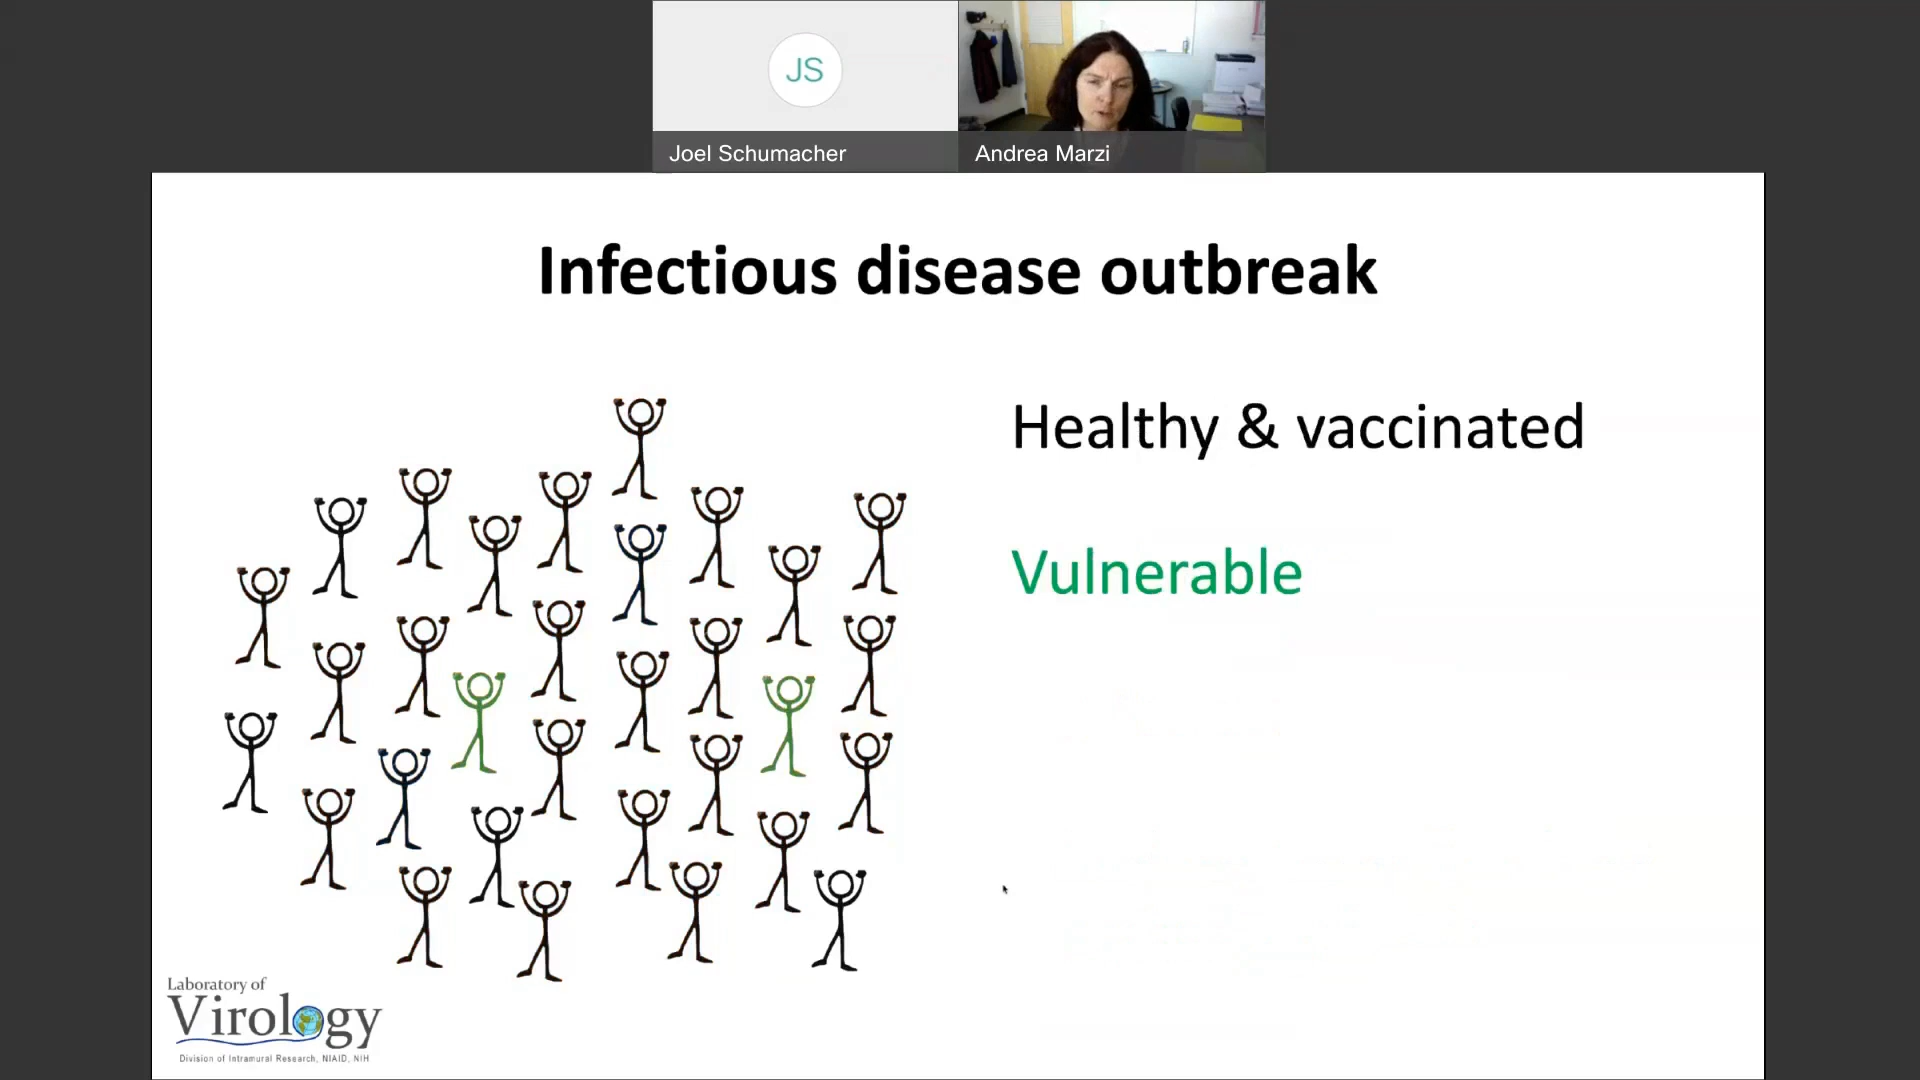 JS
Joel Schumacher
Andrea Marzi
Infectious disease outbreak
Healthy & vaccinated
Vulnerable
Laboratory of
Virology
Division of Intramural Research, NIAID, NIH